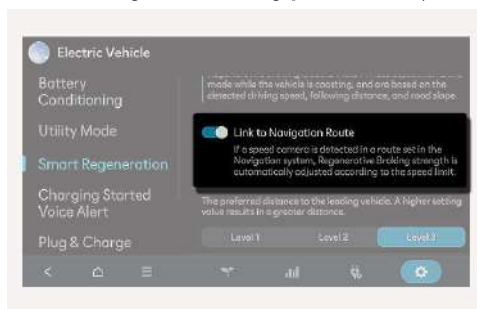 Electric Vehicle
Battery
Conditioning
Utility Mode
Smart Regeneration
Charging Started
Voice Alert
Plug & Charge
mode while the vehicle is coasting, and are based on the
detected driving speed, following distance, and road slope.
Link to Navigation Route
If a speed camera is detected in a route set in the
Navigation system, Regenerative Braking strength is
automatically adjusted according to the speed limit.
The preferred distance to the leading vehicle. A higher setting
value results in a greater distance.
Level 1
Level 2
Level 3